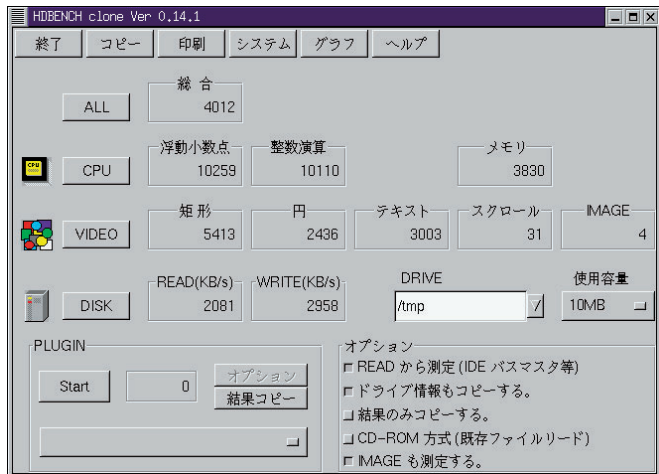 HDBENCH clone Ver 0.14.1
終了 コピー 印刷 システム グラフ ヘルプ
総 合
ALL 4012
浮動小数点 整数演算 メモリ
CPU 10259 10110 3830
矩 形 円 テキスト スクロール IMAGE
VIDEO 5413 2436 3003 31 4
READ(KB/s) WRITE(KB/s) DRIVE 使用容量
DISK 2081 2958 /tmp 10MB
PLUGIN
Start 0 オプション
結果コピー
オプション
READ から測定(IDE バスマスタ等)
ドライブ情報もコピーする。
結果のみコピーする。
CD-ROM 方式(既存ファイルリード)
IMAGE も測定する。